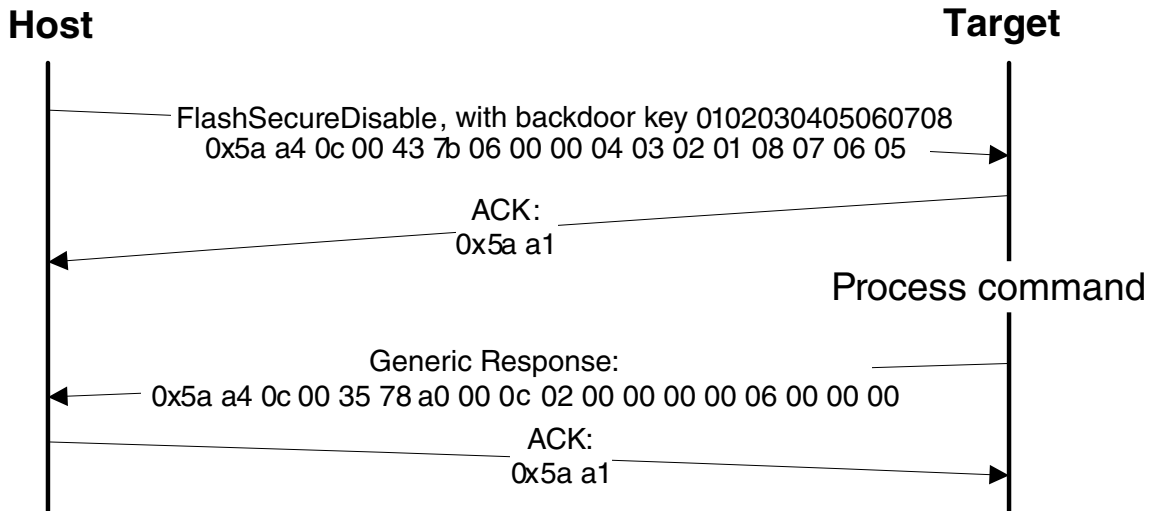 Host
Target
FlashSecureDisable, with backdoor key 0102030405060708
0x5a a4 0c 00 43 7b 06 00 00 04 03 02 01 08 07 06 05
ACK:
0x5a a1
Process command
Generic Response:
0x5a a4 0c 00 35 78 a0 00 0c 02 00 00 00 00 06 00 00 00
ACK:
0x5a a1